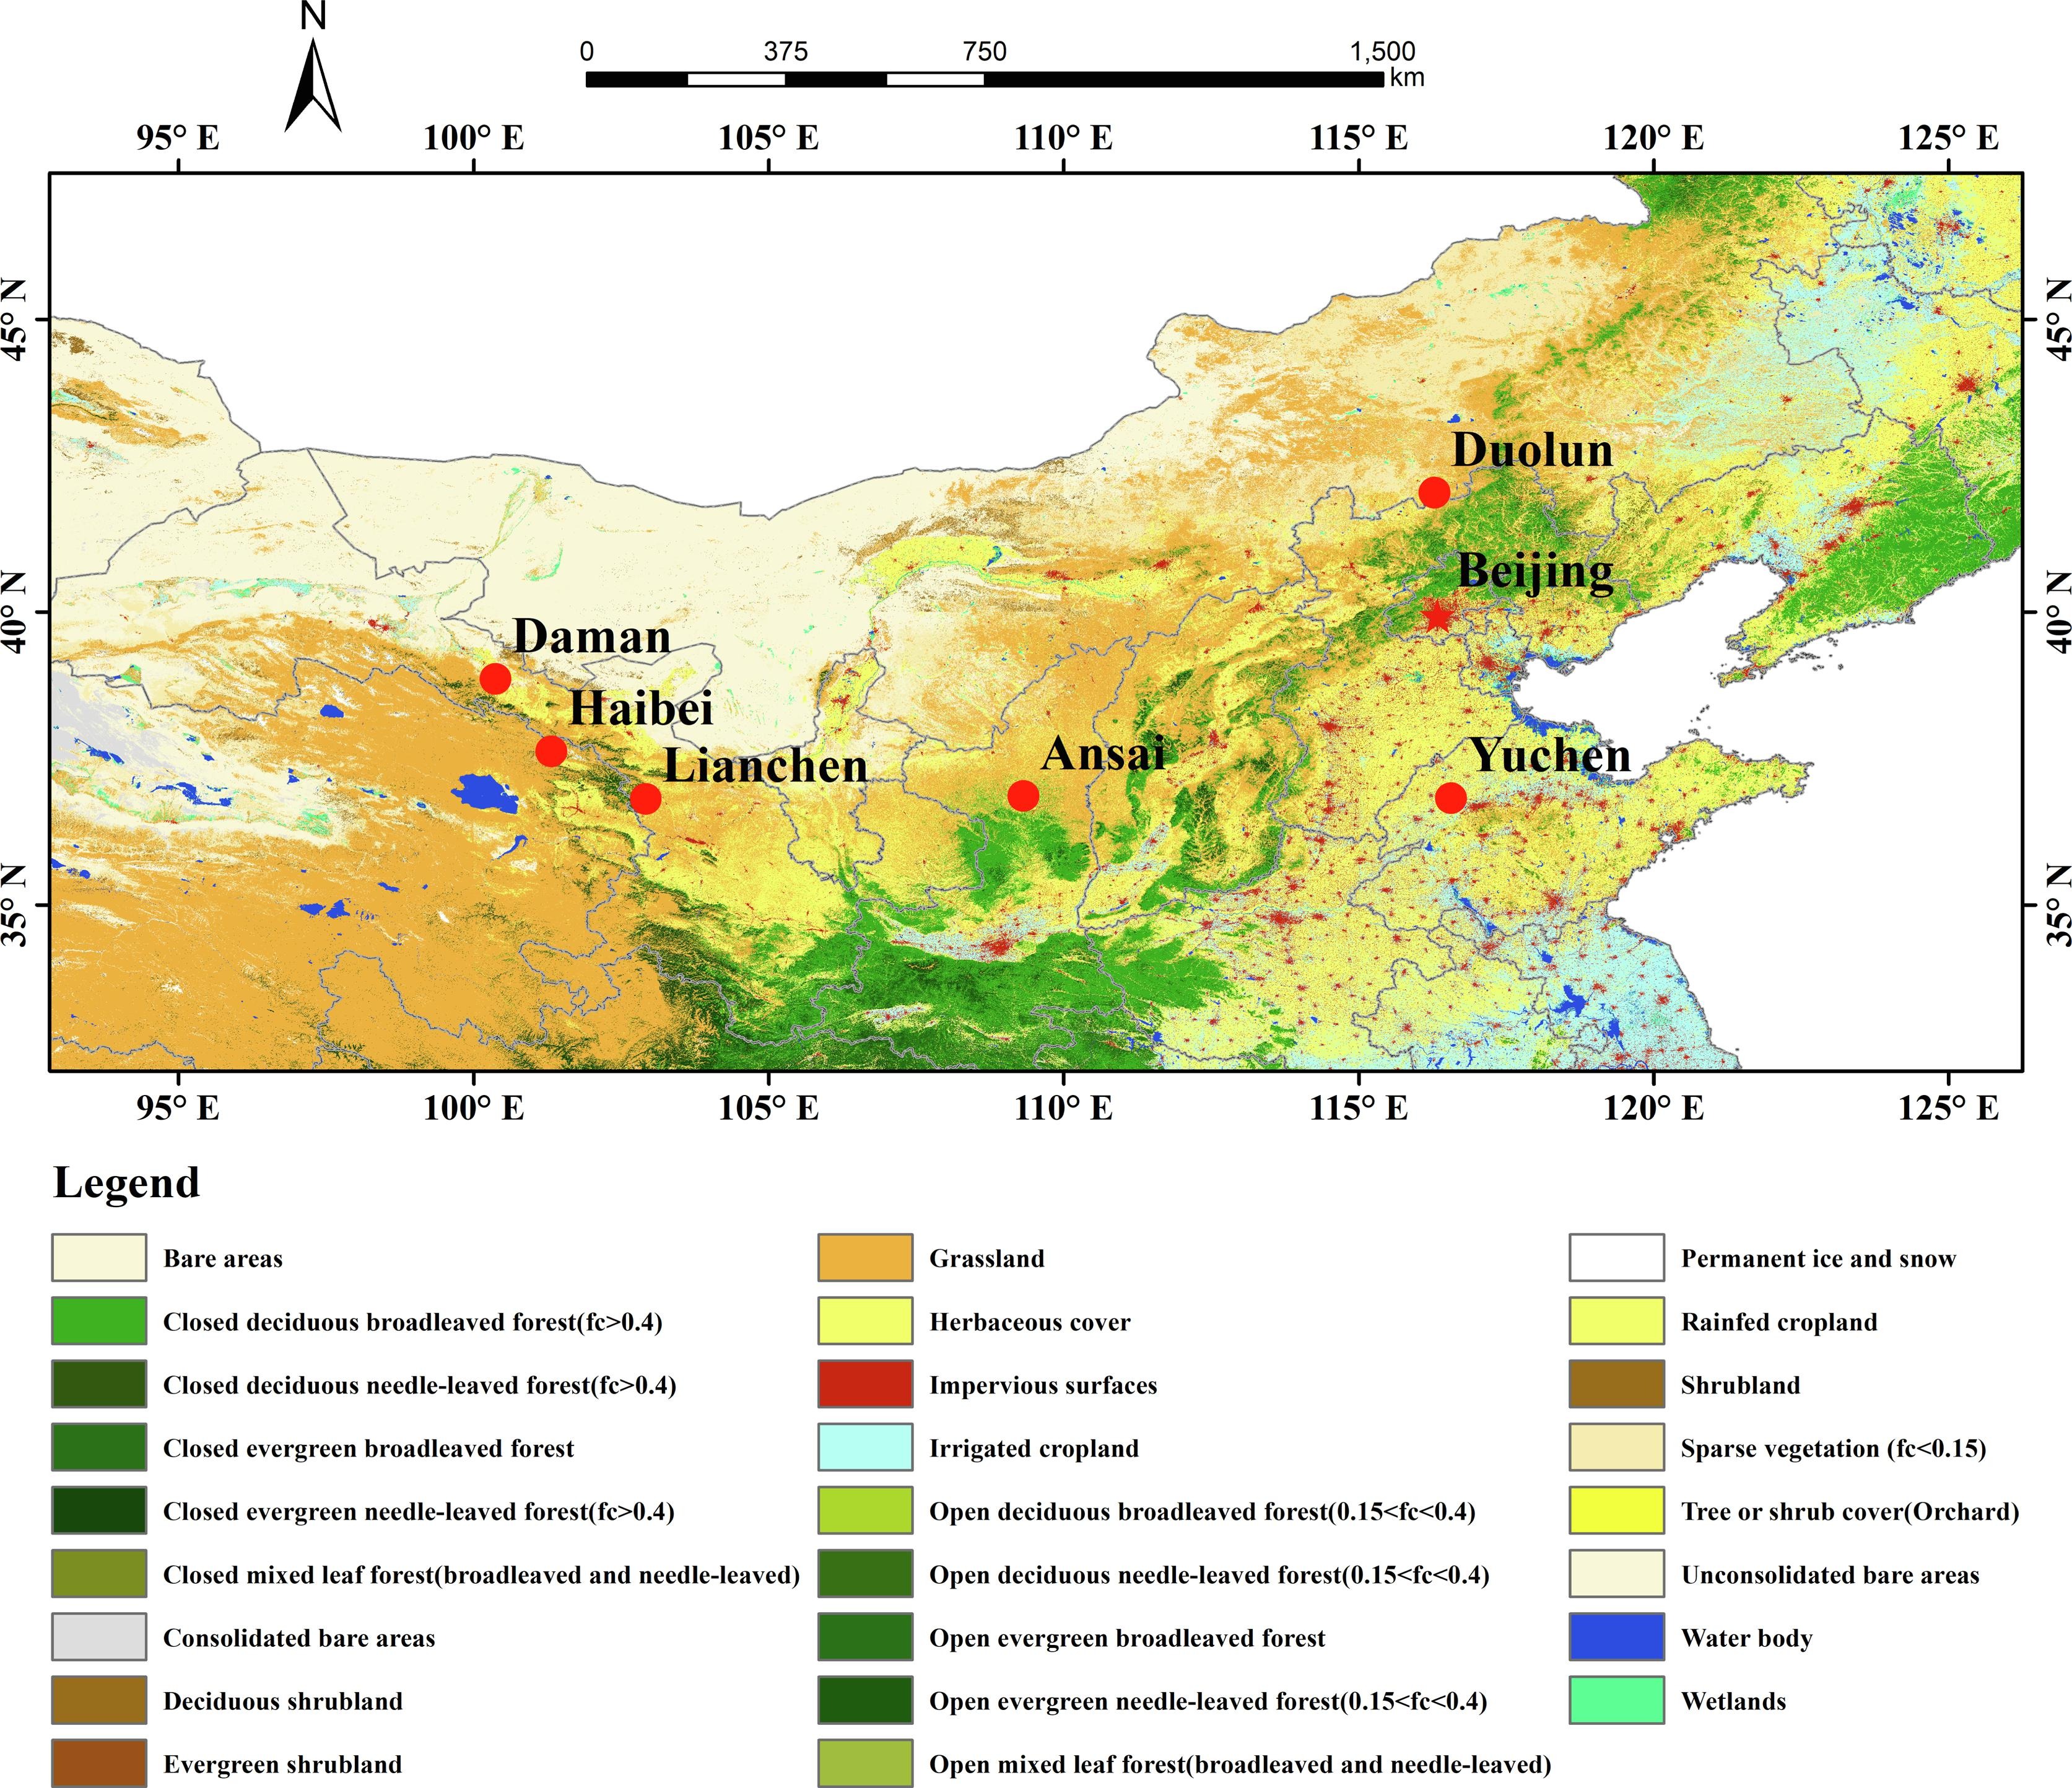 N
0 375 750 1,500
km
95° E 100° E 105° E 110° E 115° E 120° E 125° E
45° N 45° N
Duolun
Beijing
40° N 40° N
Daman
Haibei
Lianchen Ansai Yuchen
35° N 35° N
95° E 100° E 105° E 110° E 115° E 120° E 125° E
Legend
Bare areas
Closed deciduous broadleaved forest(fc>0.4)
Closed deciduous needle-leaved forest(fc>0.4)
Closed evergreen broadleaved forest
Closed evergreen needle-leaved forest(fc>0.4)
Closed mixed leaf forest(broadleaved and needle-leaved)
Consolidated bare areas
Deciduous shrubland
Evergreen shrubland
Grassland
Herbaceous cover
Impervious surfaces
Irrigated cropland
Open deciduous broadleaved forest(0.15<fc<0.4)
Open deciduous needle-leaved forest(0.15<fc<0.4)
Open evergreen broadleaved forest
Open evergreen needle-leaved forest(0.15<fc<0.4)
Open mixed leaf forest(broadleaved and needle-leaved)
Permanent ice and snow
Rainfed cropland
Shrubland
Sparse vegetation (fc<0.15)
Tree or shrub cover(Orchard)
Unconsolidated bare areas
Water body
Wetlands